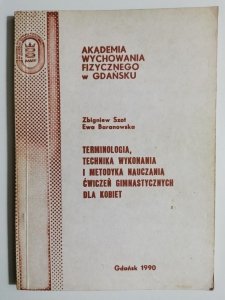 AKADEMIA
WYCHOWANIA
FIZYCZNEGO
w GDAŃSKU
Zbigniew Szot
Ewa Baranowska
TERMINOLOGIA,
TECHNIKA WYKONANIA
I METODYKA NAUCZANIA
ĆWICZEŃ GIMNASTYCZNYCH
DLA KOBIET
Gdańsk 1990